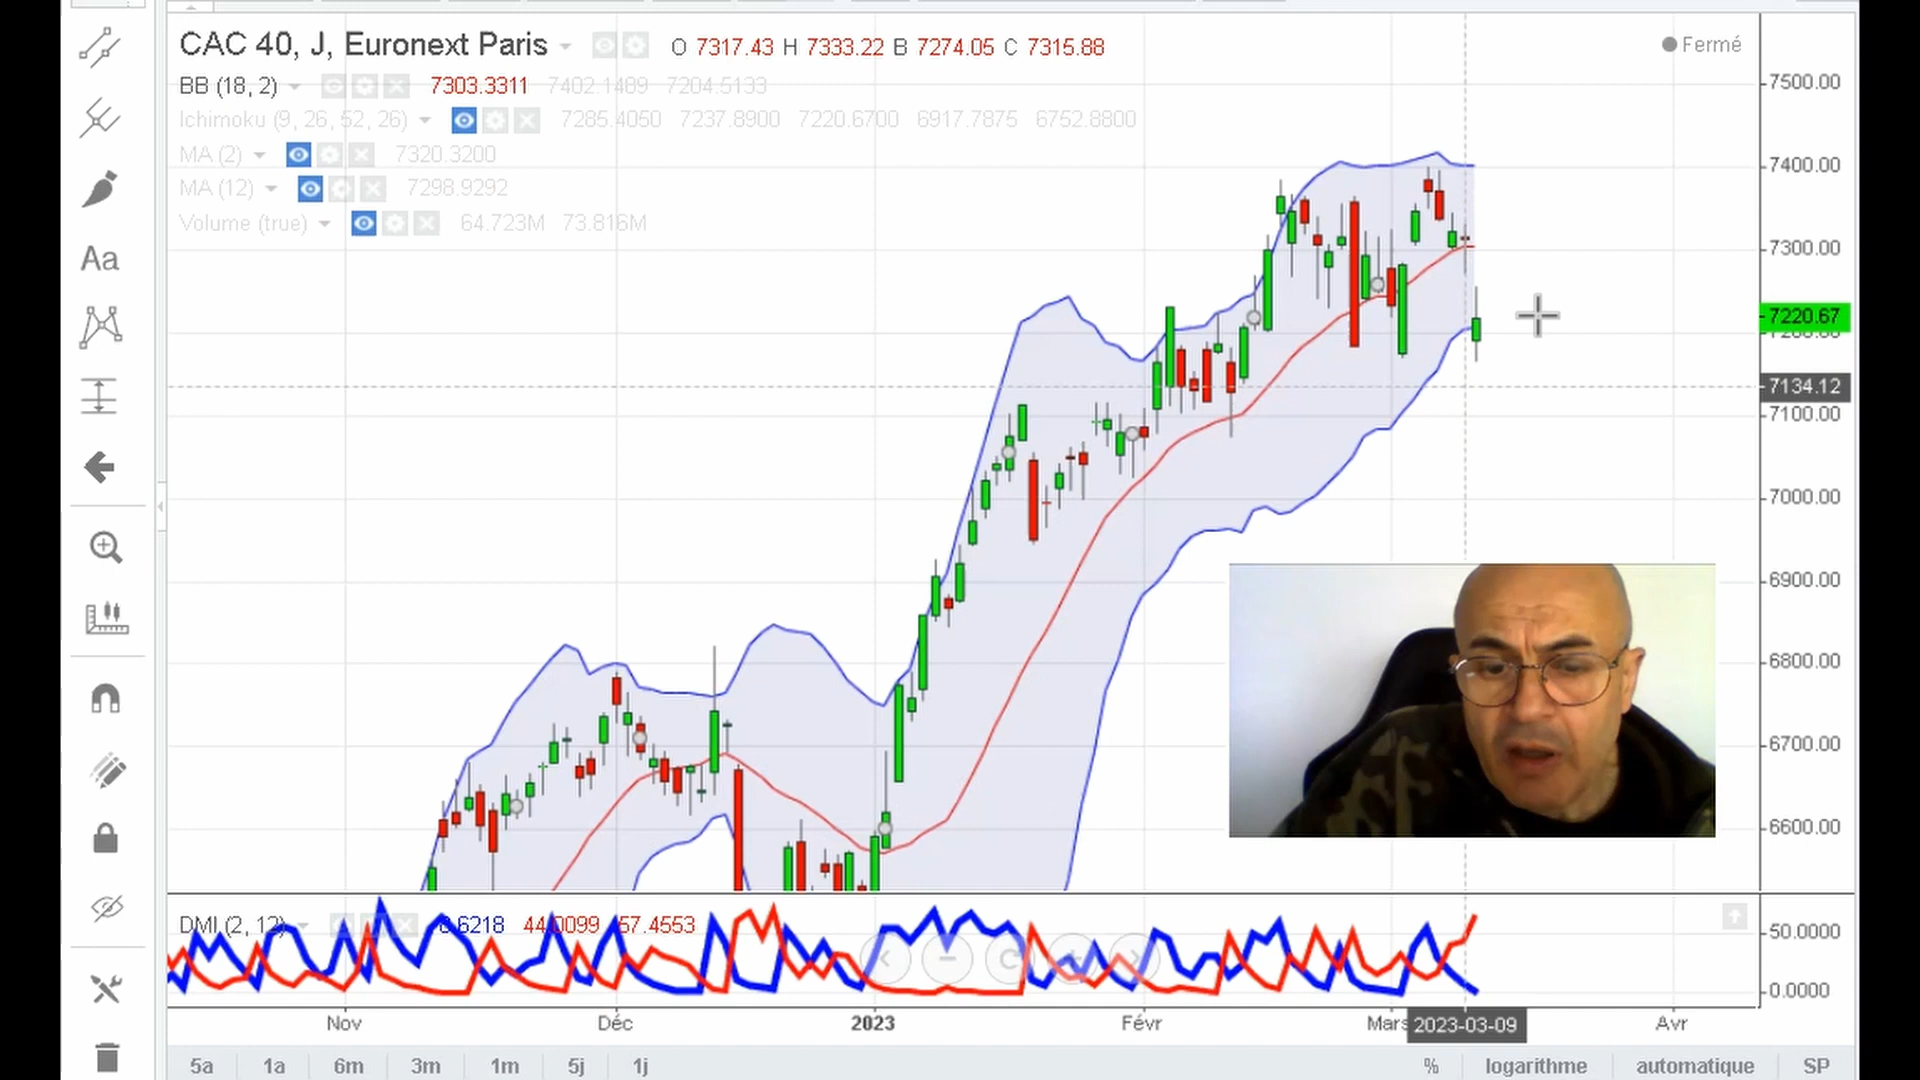 CAC 40, J, Euronext Paris O 7317.43 H 7333.22 B 7274.05 C 7315.88
Fermé
BB (18, 2) 7303.3311 7402.1489 7204.5133
Ichimoku (9, 26, 52, 26) 7285.4050 7237.8900 7220.6700 6917.7875 6752.8800
MA (2) 7320.3200
MA (12) 7298.9292
Volume (true) 64.723M 73.816M
Aa
7500.00
7400.00
7300.00
7220.67
7134.12
7100.00
7000.00
6900.00
6800.00
6700.00
6600.00
DMI (2, 12) 44.0099 57.4553
50.0000
0.0000
Nov Déc 2023 Févr Mars 2023-03-09 Avr
5a 1a 6m 3m 1m 5j 1j % logarithme automatique SP